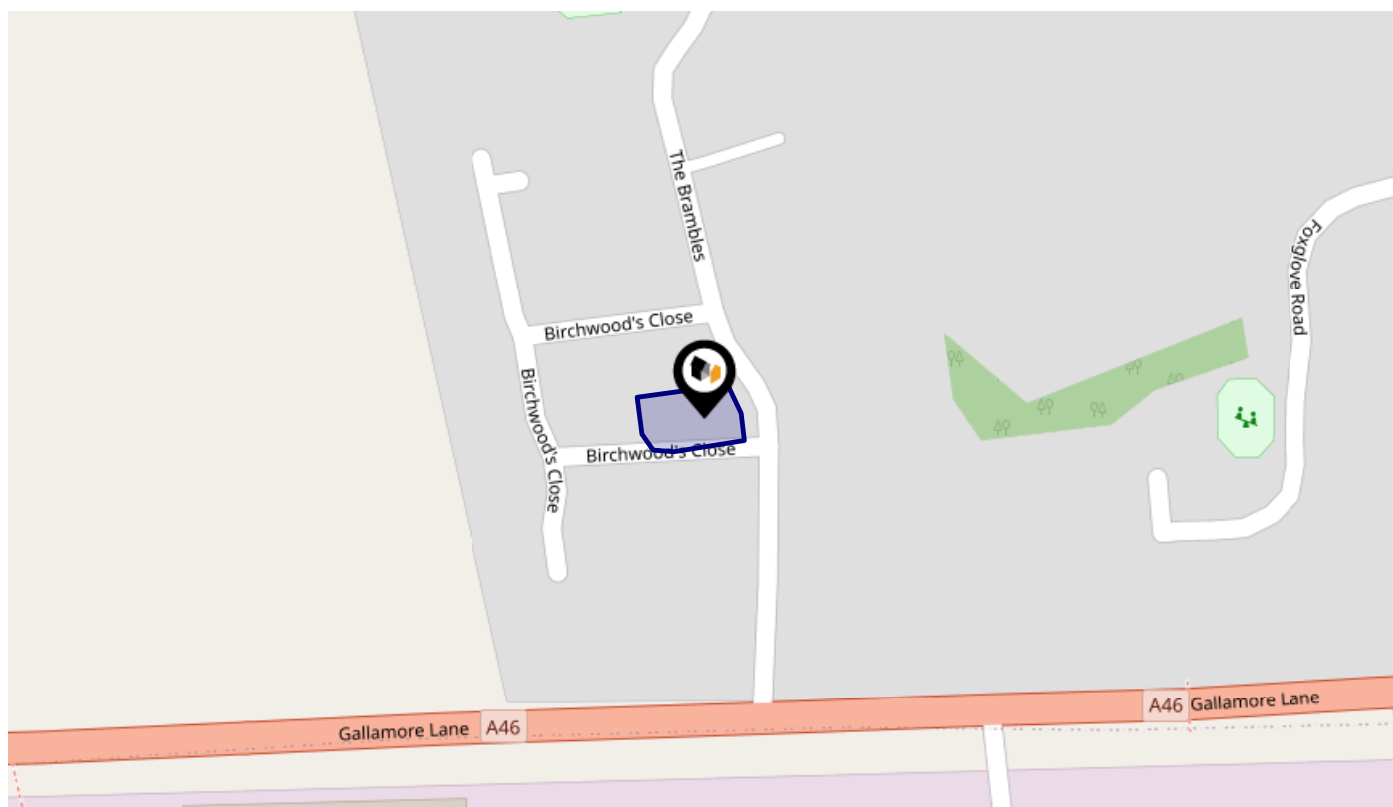 The Brambles
Foxglove Road
Birchwood's Close
Birchwood's Close
Birchwood's Close
A46 Gallamore Lane
Gallamore Lane A46